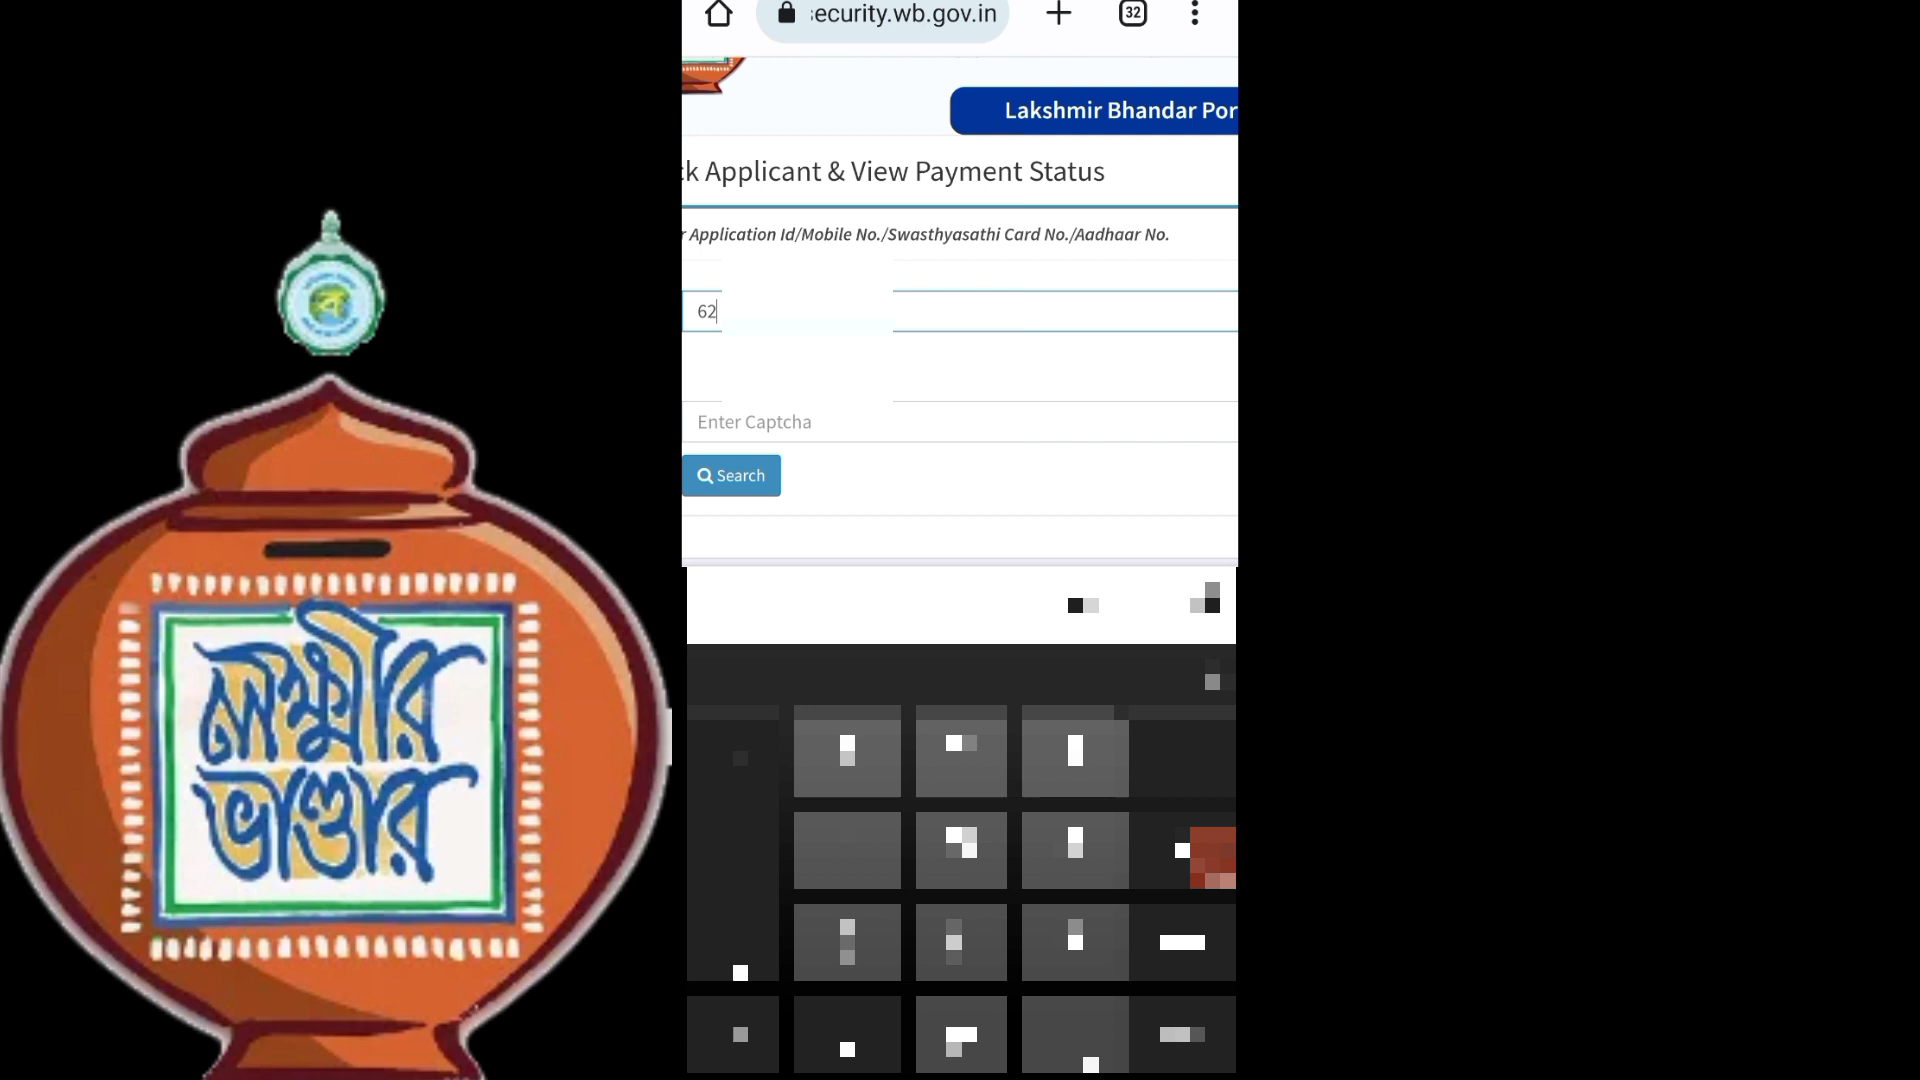 ecurity.wb.gov.in
32
Lakshmir Bhandar Por
ck Applicant & View Payment Status
r Application Id/Mobile No./Swasthyasathi Card No./Aadhaar No.
62
Enter Captcha
Search
ব
লক্ষ্মীর
ভাণ্ডার